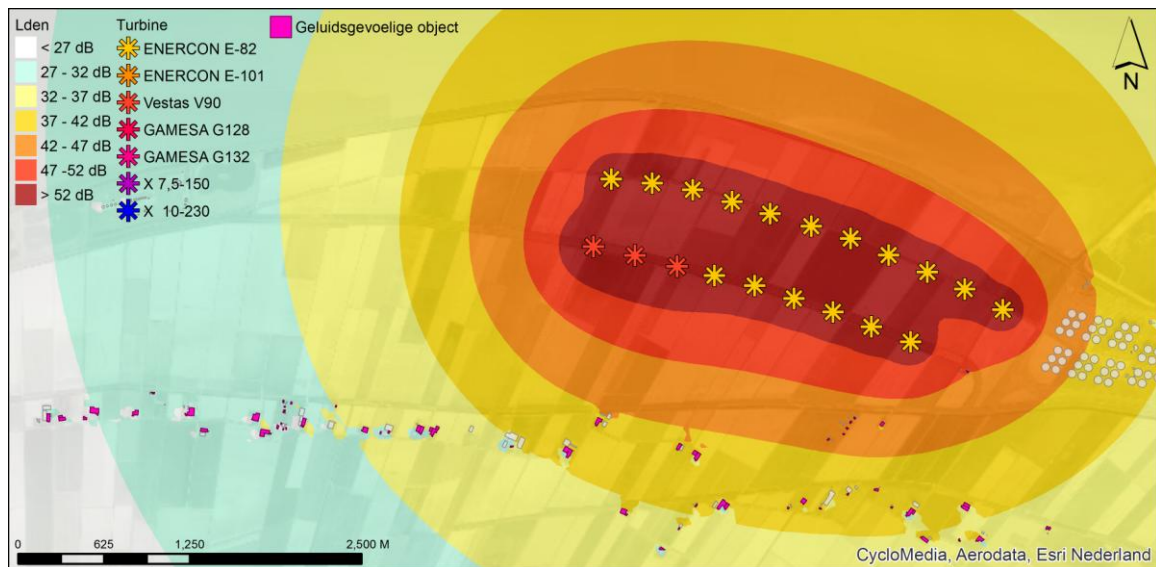 Lden
< 27 dB
27 - 32 dB
32 - 37 dB
37 - 42 dB
42 - 47 dB
47 -52 dB
> 52 dB
Turbine
ENERCON E-82
ENERCON E-101
Vestas V90
GAMESA G128
GAMESA G132
X 7,5-150
X 10-230
Geluidsgevoelige object
N
0 625 1,250 2,500 M
CycloMedia, Aerodata, Esri Nederland